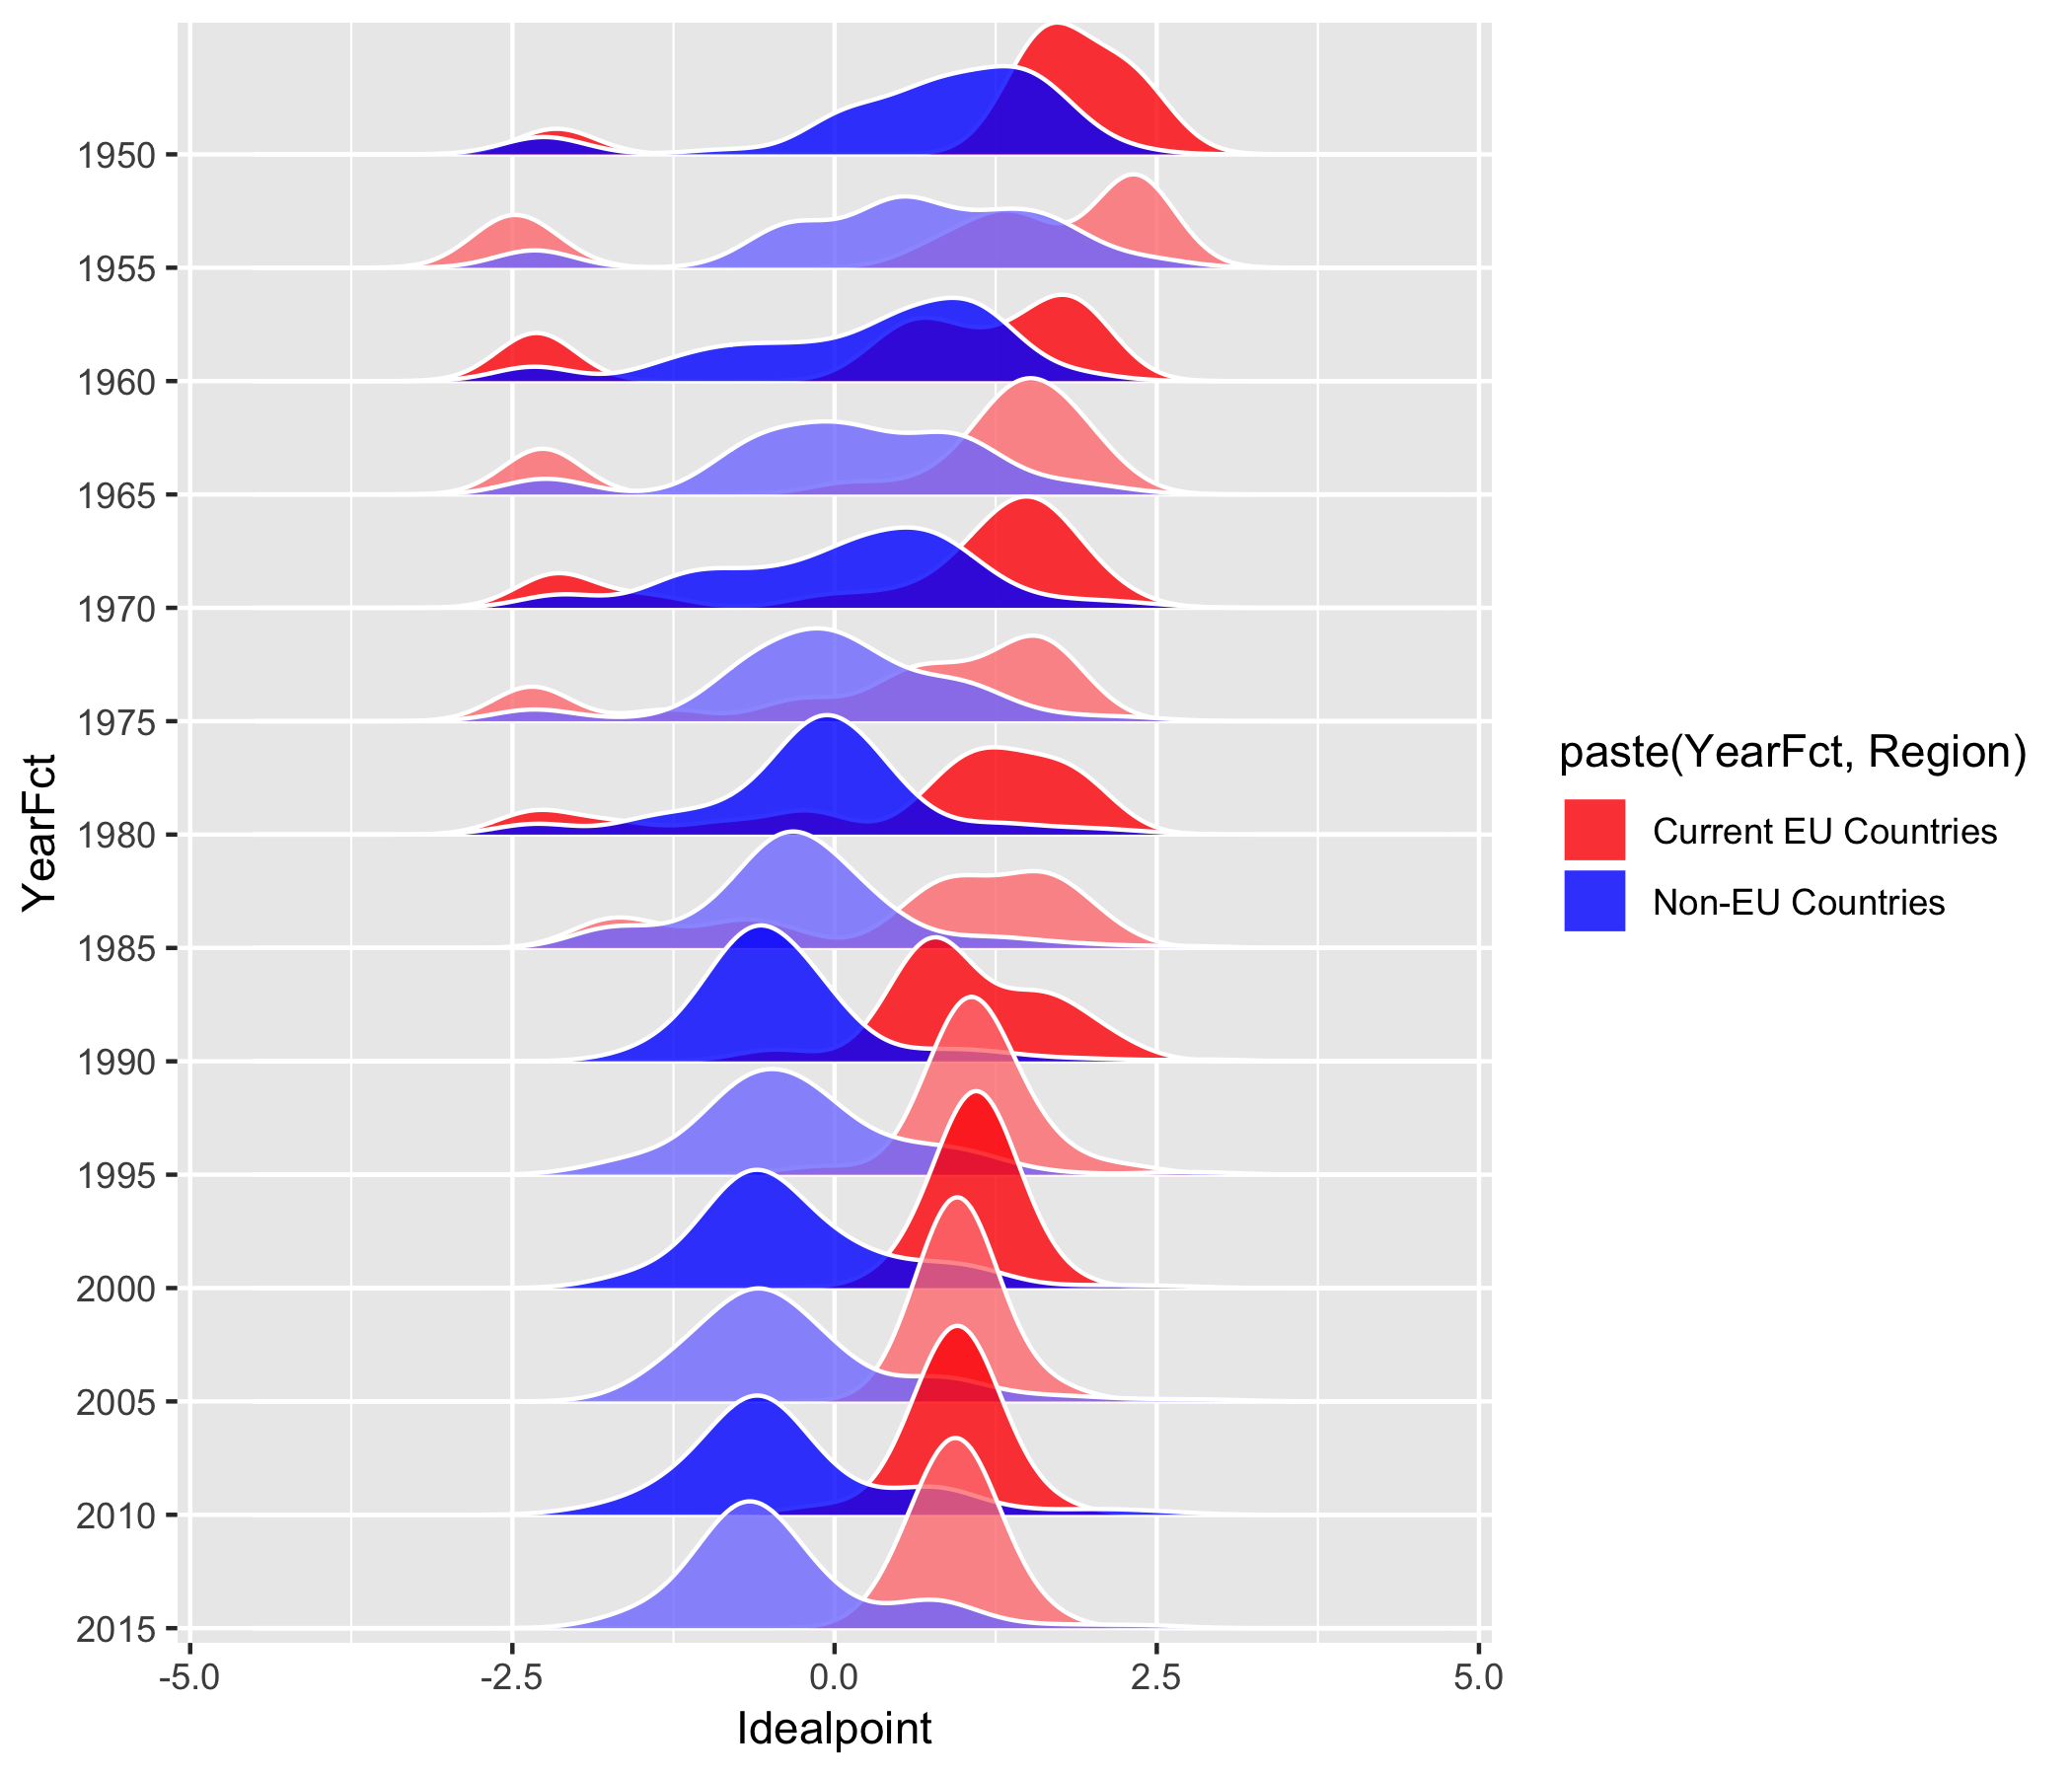 1950
1955
1960
1965
1970
1975
1980
1985
1990
1995
2000
2005
2010
2015
YearFct
-5.0 -2.5 0.0 2.5 5.0
Idealpoint
paste(YearFct, Region)
Current EU Countries
Non-EU Countries